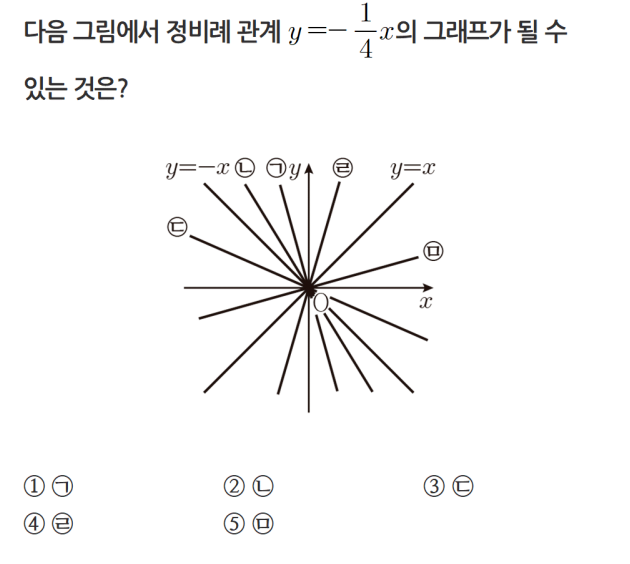 다음 그림에서 정비례 관계 y=-\frac{1}{4}x의 그래프가 될 수
있는 것은?
y=-x ㉡ ㉠ y ㉣ y=x
㉢
㉤
O x
① ㉠ ② ㉡ ③ ㉢
④ ㉣ ⑤ ㉤